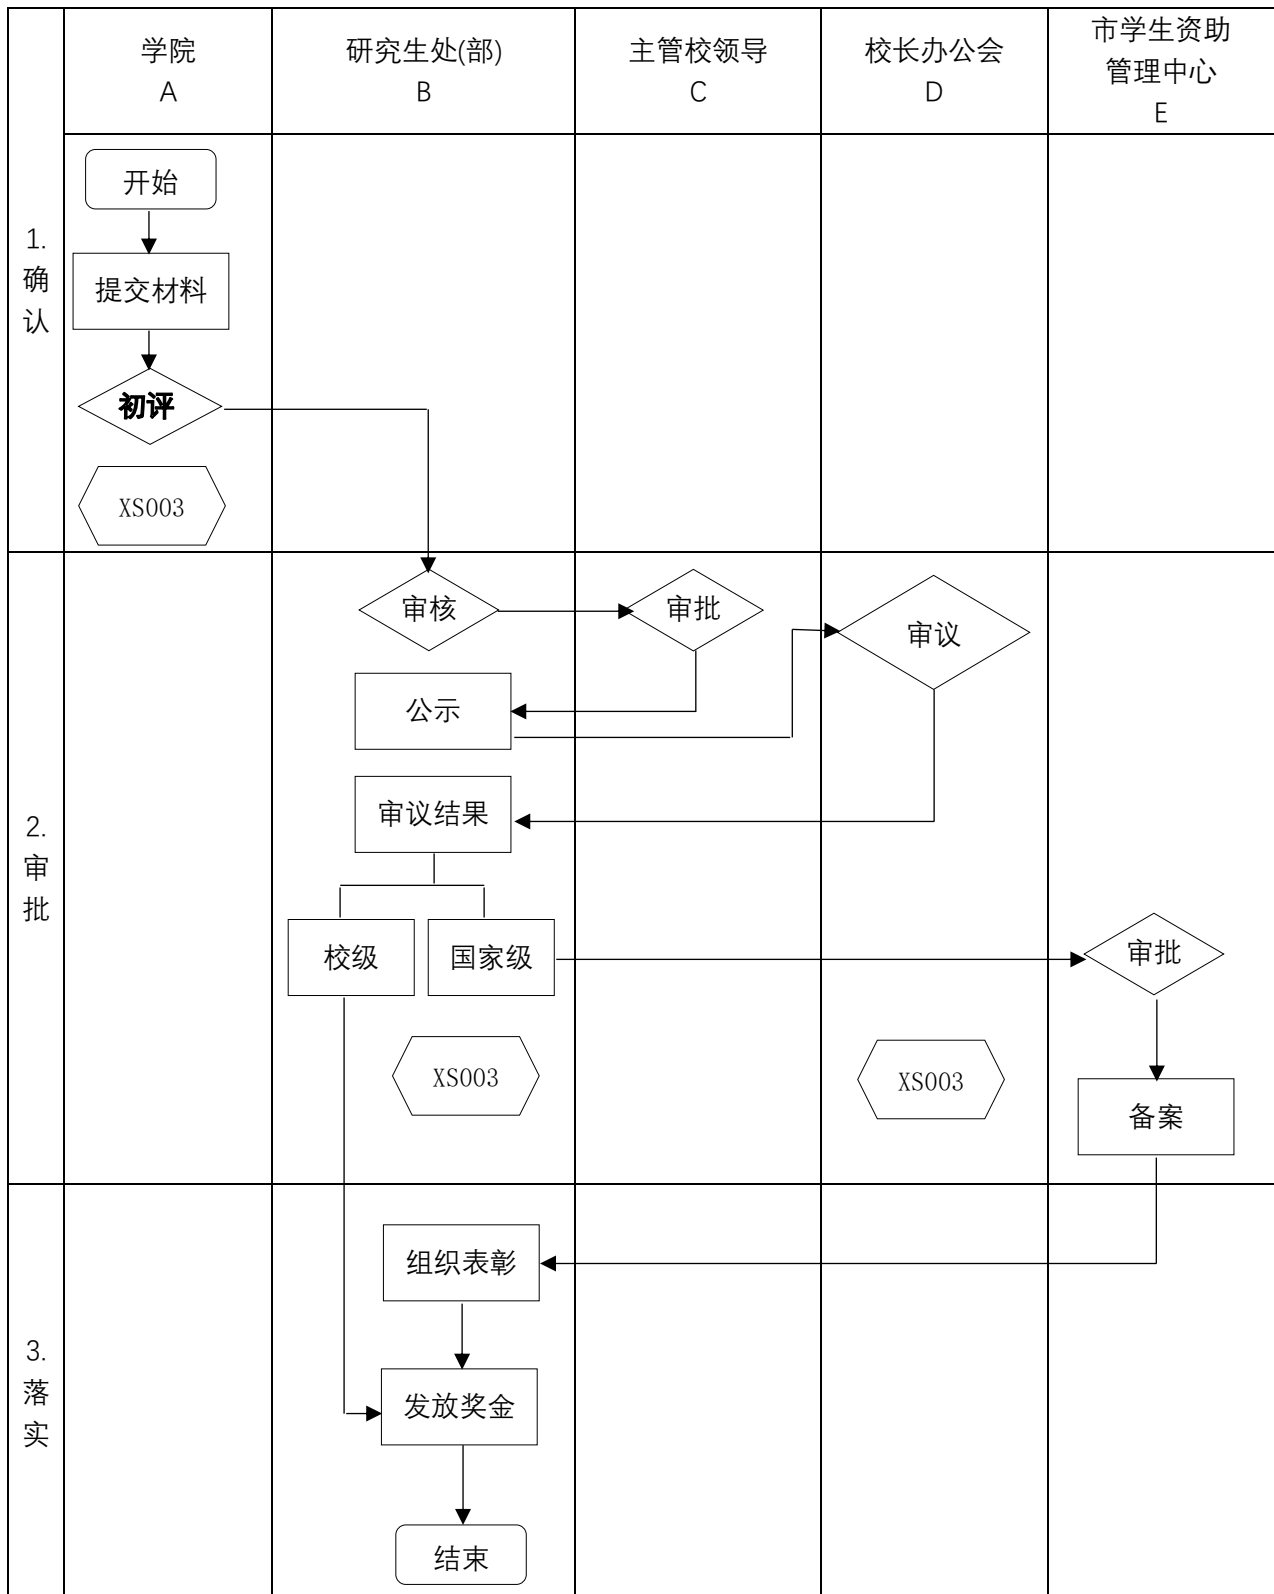 学院
A
研究生处(部)
B
主管校领导
C
校长办公会
D
市学生资助
管理中心
E
1.
确
认
开始
提交材料
初评
XS003
2.
审
批
审核
审批
审议
公示
审议结果
校级
国家级
审批
XS003
XS003
备案
3.
落
实
组织表彰
发放奖金
结束